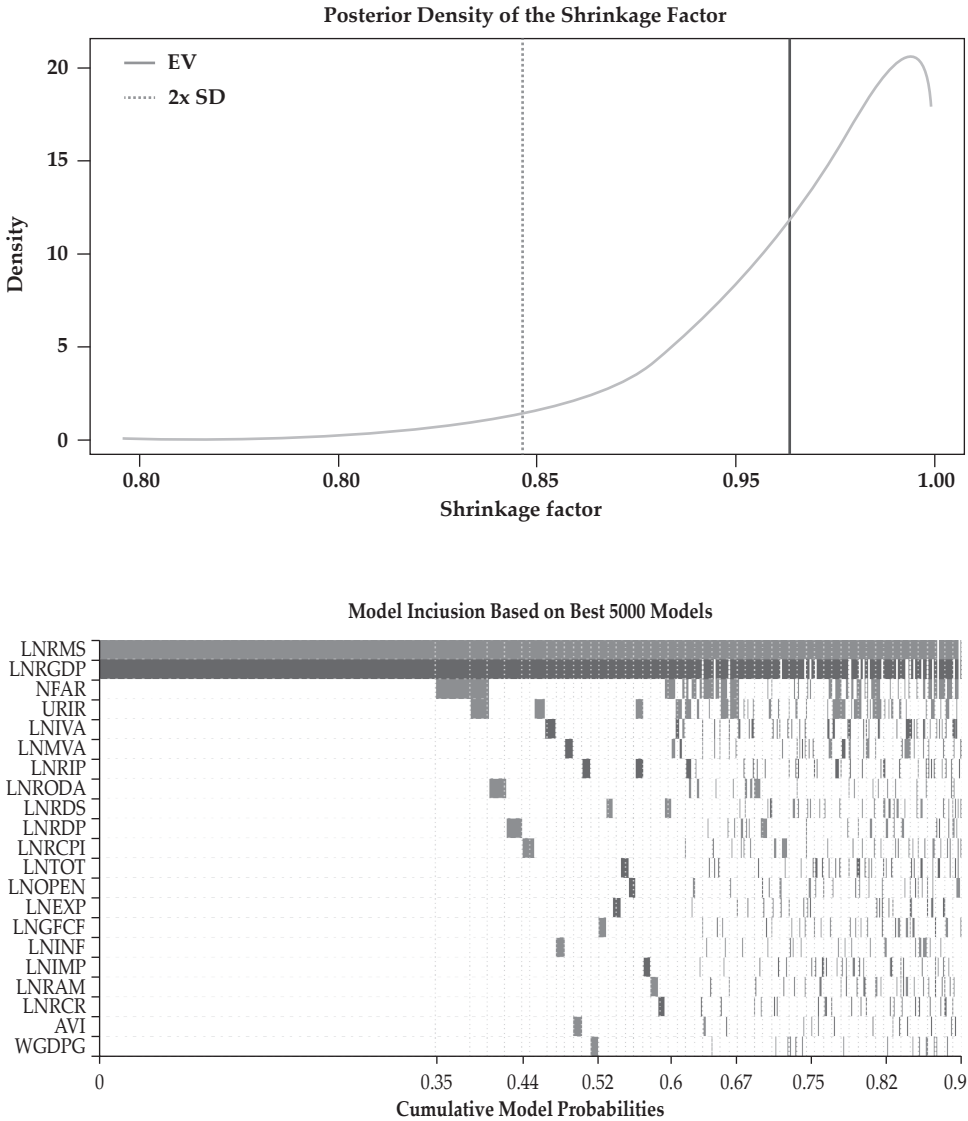 Posterior Density of the Shrinkage Factor
EV
2x SD
20
15
10
5
0
Density
0.80 0.80 0.85 0.95 1.00
Shrinkage factor
Model Inciusion Based on Best 5000 Models
LNRMS
LNRGDP
NFAR
URIR
LNIVA
LNMVA
LNRIP
LNRODA
LNRDS
LNRDP
LNRCPI
LNTOT
LNOPEN
LNEXP
LNGFCF
LNINF
LNIMP
LNRAM
LNRCR
AVI
WGDPG
0 0.35 0.44 0.52 0.6 0.67 0.75 0.82 0.9
Cumulative Model Probabilities